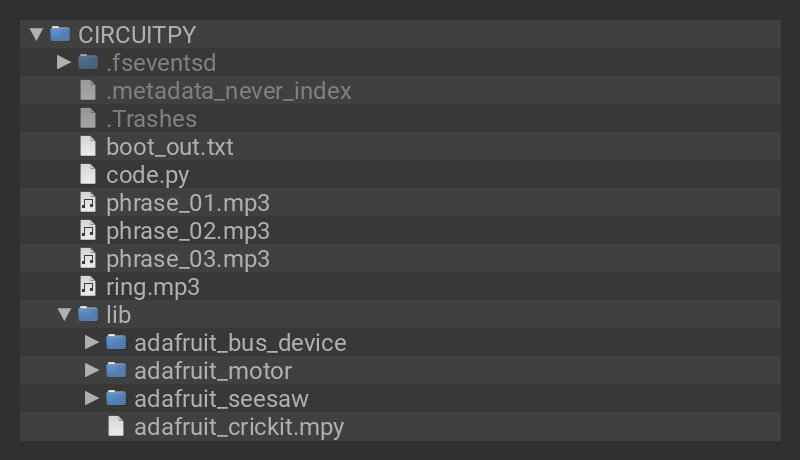 CIRCUITPY
.fseventsd
.metadata_never_index
.Trashes
boot_out.txt
code.py
phrase_01.mp3
phrase_02.mp3
phrase_03.mp3
ring.mp3
lib
adafruit_bus_device
adafruit_motor
adafruit_seesaw
adafruit_crickit.mpy